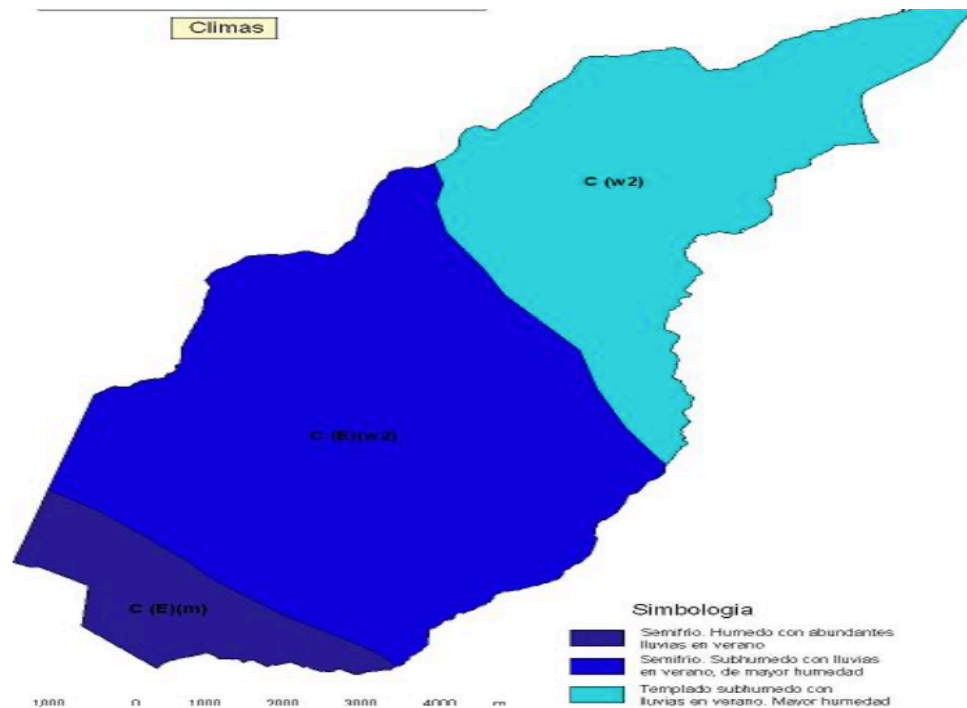 Climas
C (w2)
C (E)(w2)
C (E)(m)
Simbologia
Semifrio. Humedo con abundantes
lluvias en verano
Semifrio. Subhumedo con lluvias
en verano, de mayor humedad
Templado subhumedo con
lluvias en verano. Mayor humedad
1000 0 1000 2000 3000 4000 m